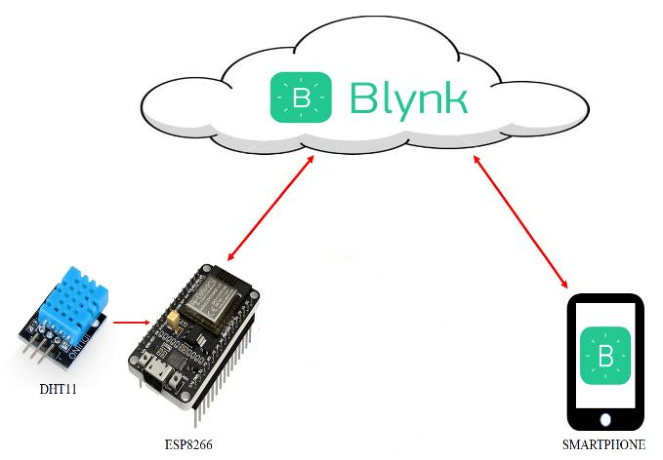 B Blynk
DHT11
ESP8266
B
SMARTPHONE